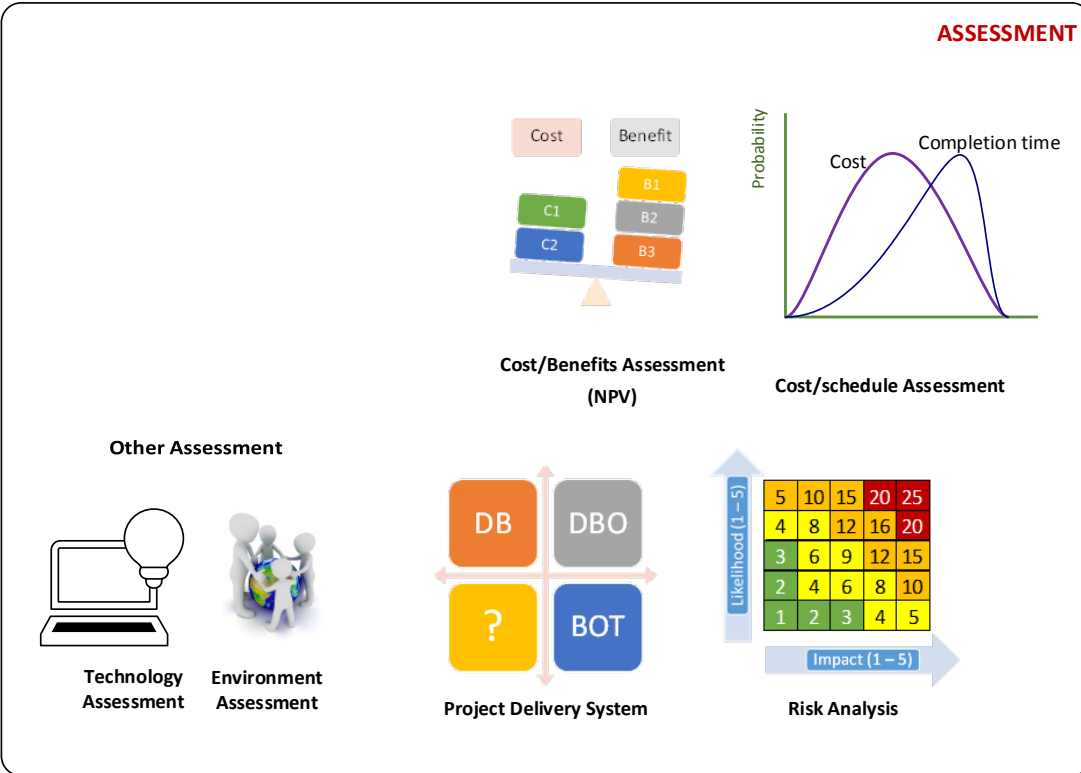 ASSESSMENT
Cost
Benefit
C1
C2
B1
B2
B3
Cost/Benefits Assessment
(NPV)
Probability
Cost
Completion time
Cost/schedule Assessment
Other Assessment
Technology
Assessment
Environment
Assessment
DB
DBO
?
BOT
Project Delivery System
Likelihood (1 – 5)
5 10 15 20 25
4 8 12 16 20
3 6 9 12 15
2 4 6 8 10
1 2 3 4 5
Impact (1 – 5)
Risk Analysis